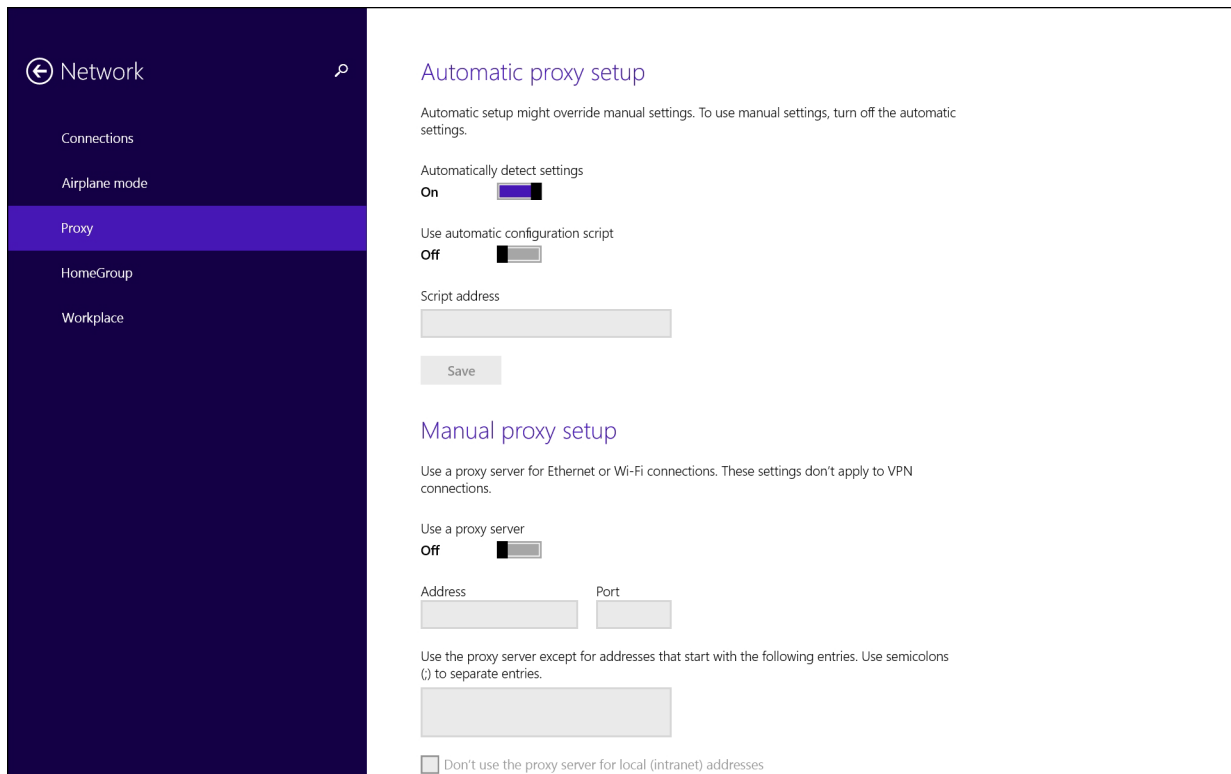 Network
Connections
Airplane mode
Proxy
HomeGroup
Workplace
Automatic proxy setup
Automatic setup might override manual settings. To use manual settings, turn off the automatic
settings.
Automatically detect settings
On
Use automatic configuration script
Off
Script address
Save
Manual proxy setup
Use a proxy server for Ethernet or Wi-Fi connections. These settings don't apply to VPN
connections.
Use a proxy server
Off
Address Port
Use the proxy server except for addresses that start with the following entries. Use semicolons
(;) to separate entries.
Don't use the proxy server for local (intranet) addresses